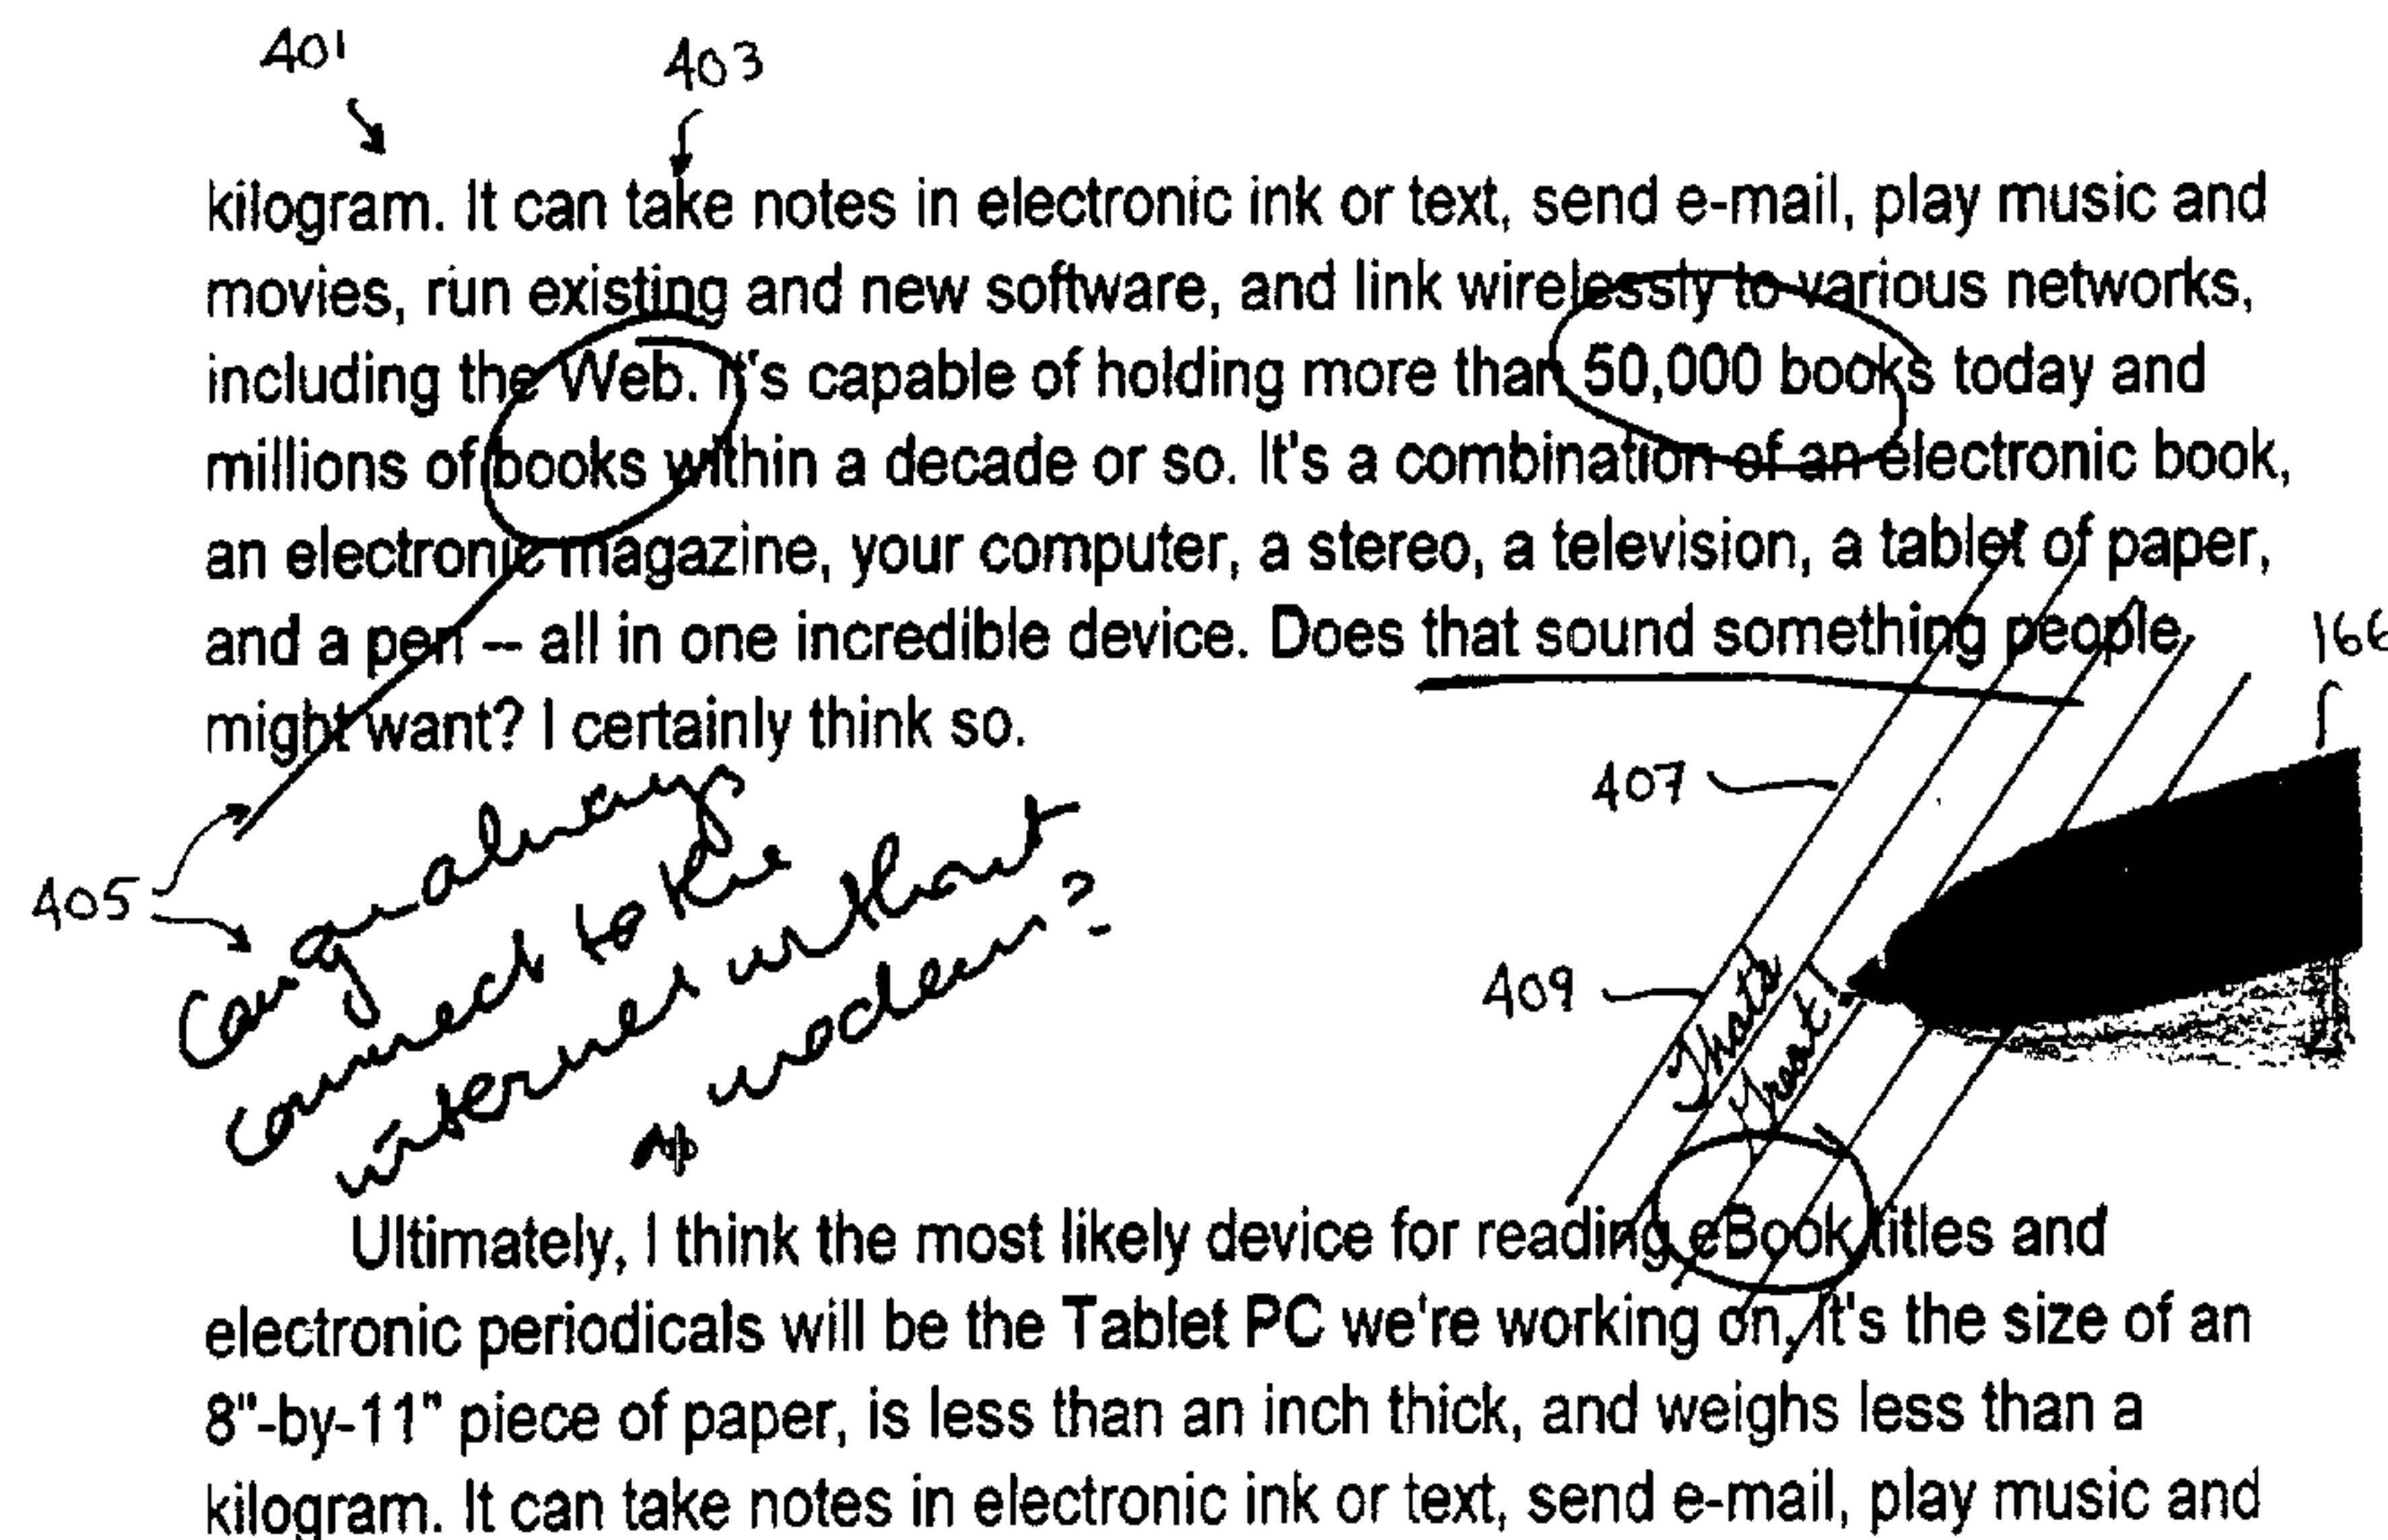 401
403
kilogram. It can take notes in electronic ink or text, send e-mail, play music and
movies, run existing and new software, and link wirelessly to various networks,
including the Web. It's capable of holding more than 50,000 books today and
millions of books within a decade or so. It's a combination of an electronic book,
an electronic magazine, your computer, a stereo, a television, a tablet of paper,
and a pen -- all in one incredible device. Does that sound something people
166
might want? I certainly think so.
407
405
Can you always
connect to the
internet without
a modem?
409
Thats
Neat
Ultimately, I think the most likely device for reading eBook titles and
electronic periodicals will be the Tablet PC we're working on, It's the size of an
8"-by-11" piece of paper, is less than an inch thick, and weighs less than a
kilogram. It can take notes in electronic ink or text, send e-mail, play music and